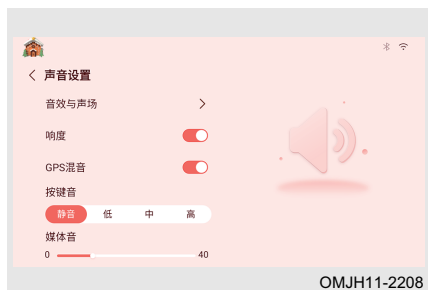 声音设置
音效与声场
响度
GPS混音
按键音
静音 低 中 高
媒体音
0 40
OMJH11-2208